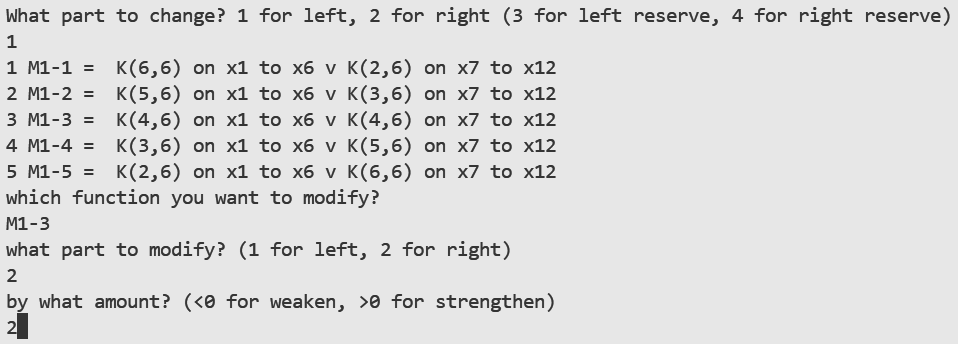 What part to change? 1 for left, 2 for right (3 for left reserve, 4 for right reserve)
1
1 M1-1 =  K(6,6) on x1 to x6 v K(2,6) on x7 to x12
2 M1-2 =  K(5,6) on x1 to x6 v K(3,6) on x7 to x12
3 M1-3 =  K(4,6) on x1 to x6 v K(4,6) on x7 to x12
4 M1-4 =  K(3,6) on x1 to x6 v K(5,6) on x7 to x12
5 M1-5 =  K(2,6) on x1 to x6 v K(6,6) on x7 to x12
which function you want to modify?
M1-3
what part to modify? (1 for left, 2 for right)
2
by what amount? (<0 for weaken, >0 for strengthen)
2